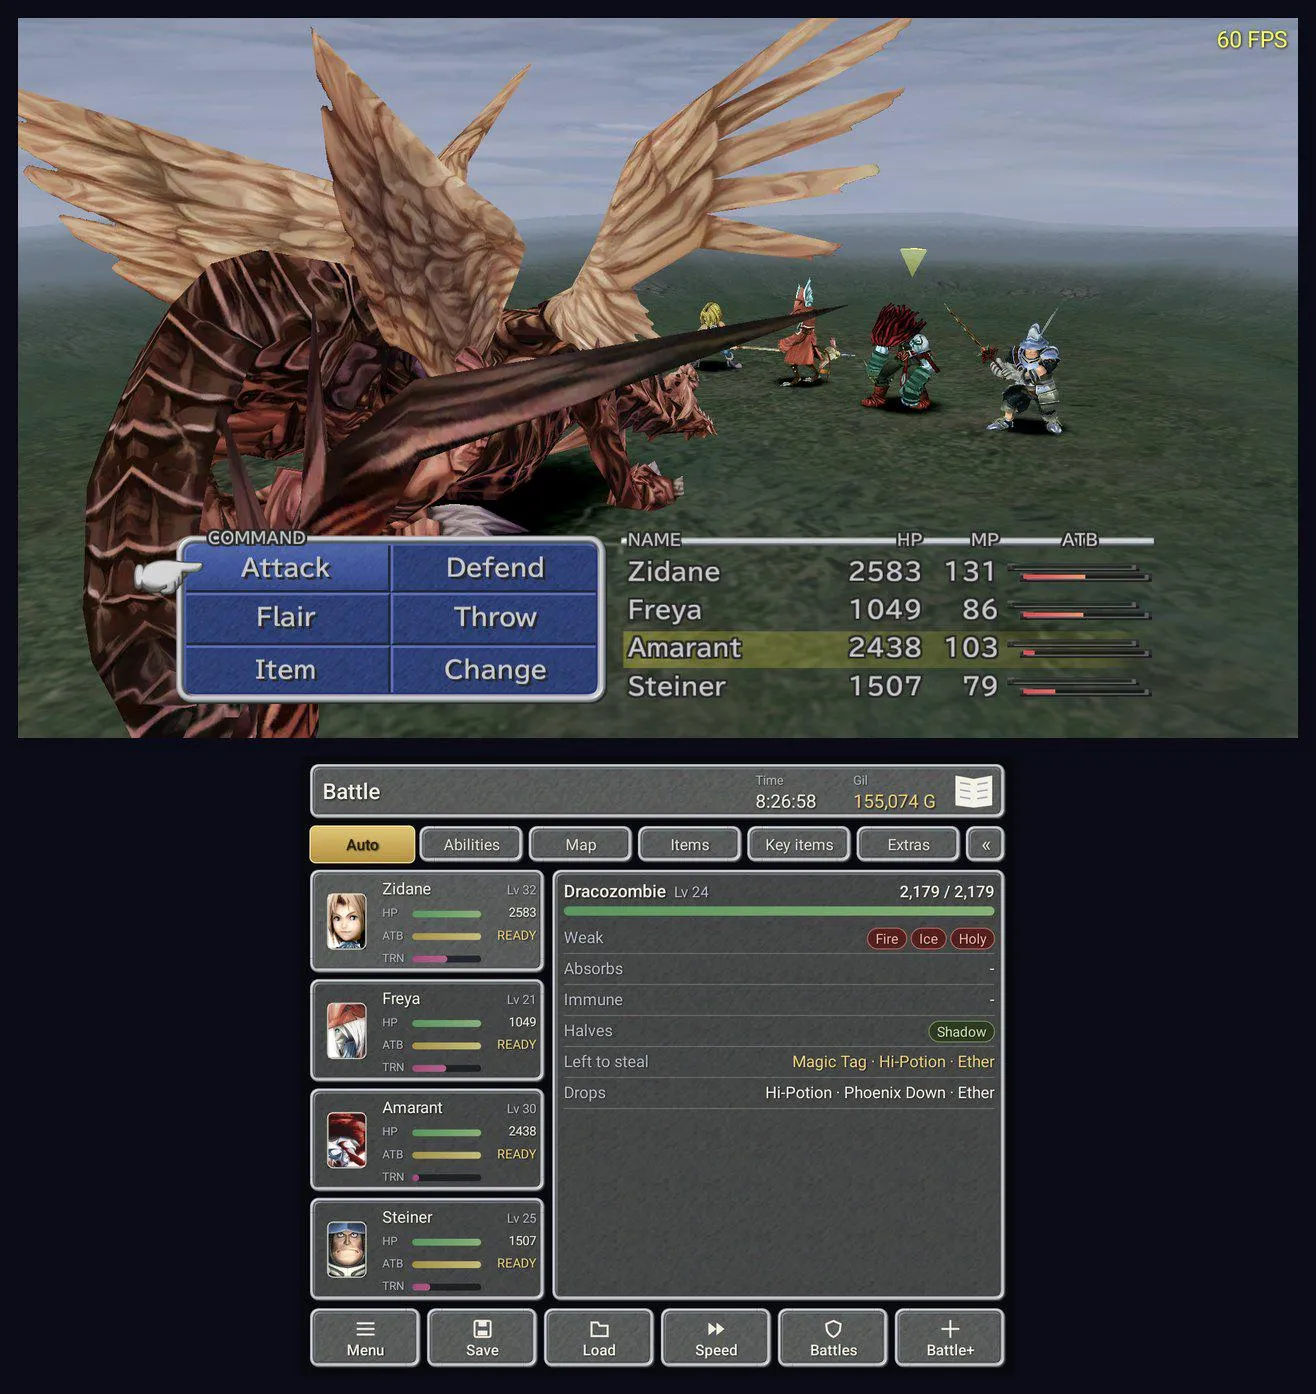 60 FPS
COMMAND
Attack Defend
Flair Throw
Item Change
NAME HP MP ATB
Zidane 2583 131
Freya 1049 86
Amarant 2438 103
Steiner 1507 79
Battle
Time
8:26:58
Gil
155,074 G
Auto Abilities Map Items Key items Extras «
Zidane Lv 32
HP 2583
ATB READY
TRN
Freya Lv 21
HP 1049
ATB READY
TRN
Amarant Lv 30
HP 2438
ATB READY
TRN
Steiner Lv 25
HP 1507
ATB READY
TRN
Dracozombie Lv 24 2,179 / 2,179
Weak Fire Ice Holy
Absorbs -
Immune -
Halves Shadow
Left to steal Magic Tag · Hi-Potion · Ether
Drops Hi-Potion · Phoenix Down · Ether
Menu Save Load Speed Battles Battle+